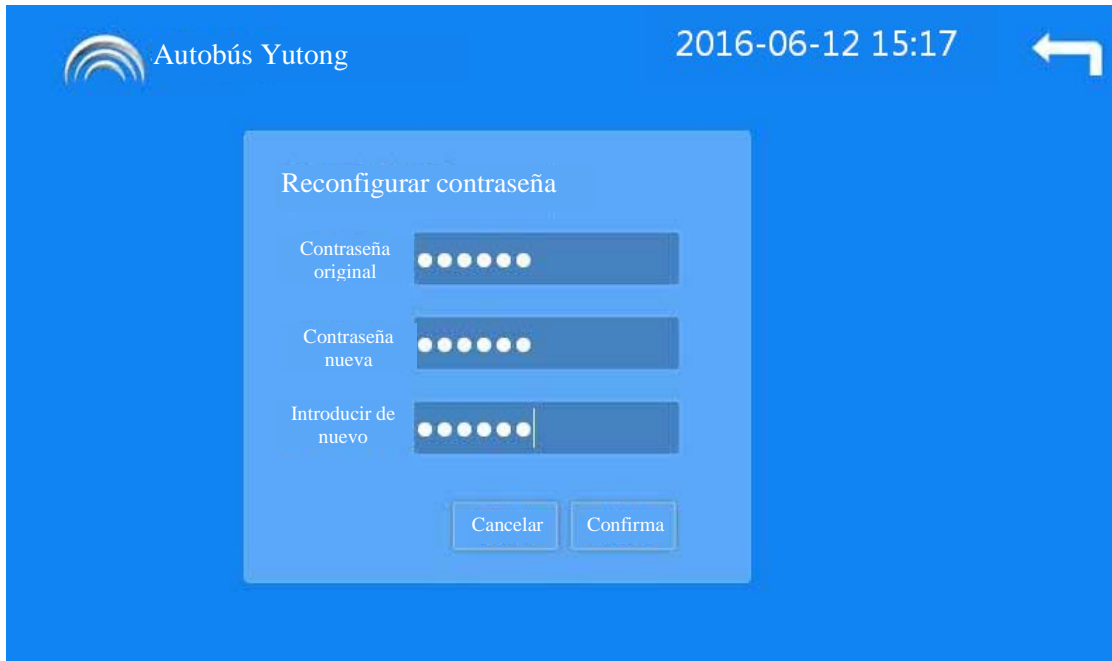 Autobús Yutong
2016-06-12 15:17
Reconfigurar contraseña
Contraseña
original
Contraseña
nueva
Introducir de
nuevo
Cancelar
Confirma